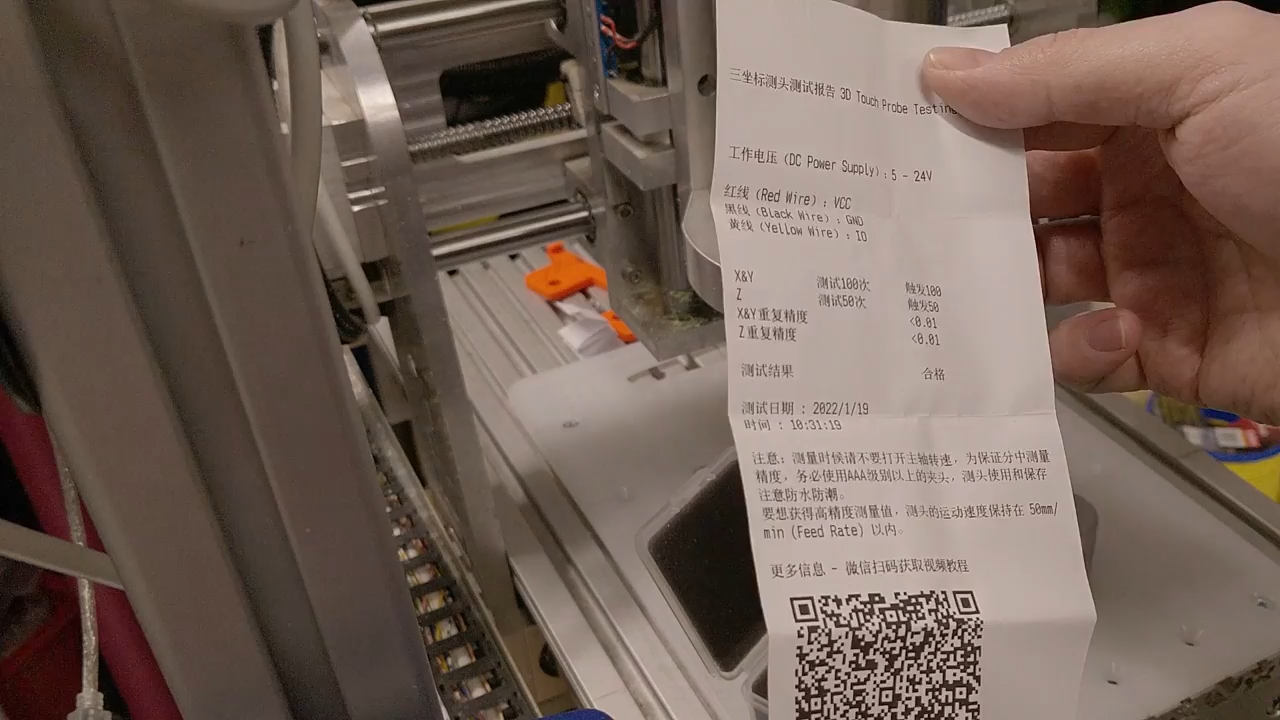 三坐标测头测试报告 3D Touch Probe Testing
工作电压 (DC Power Supply) : 5 - 24V
红线 (Red Wire) : VCC
黑线 (Black Wire) : GND
黄线 (Yellow Wire) : IO
X&Y 测试100次 触发100
Z 测试50次 触发50
X&Y重复精度 <0.01
Z重复精度 <0.01
测试结果 合格
测试日期 : 2022/1/19
时间 : 10:31:19
注意: 测量时候请不要打开主轴转速, 为保证分中测量
精度, 务必使用AAA级别以上的夹头, 测头使用和保存
注意防水防潮。
要想获得高精度测量值, 测头的运动速度保持在 50mm/
min (Feed Rate) 以内。
更多信息 - 微信扫码获取视频教程